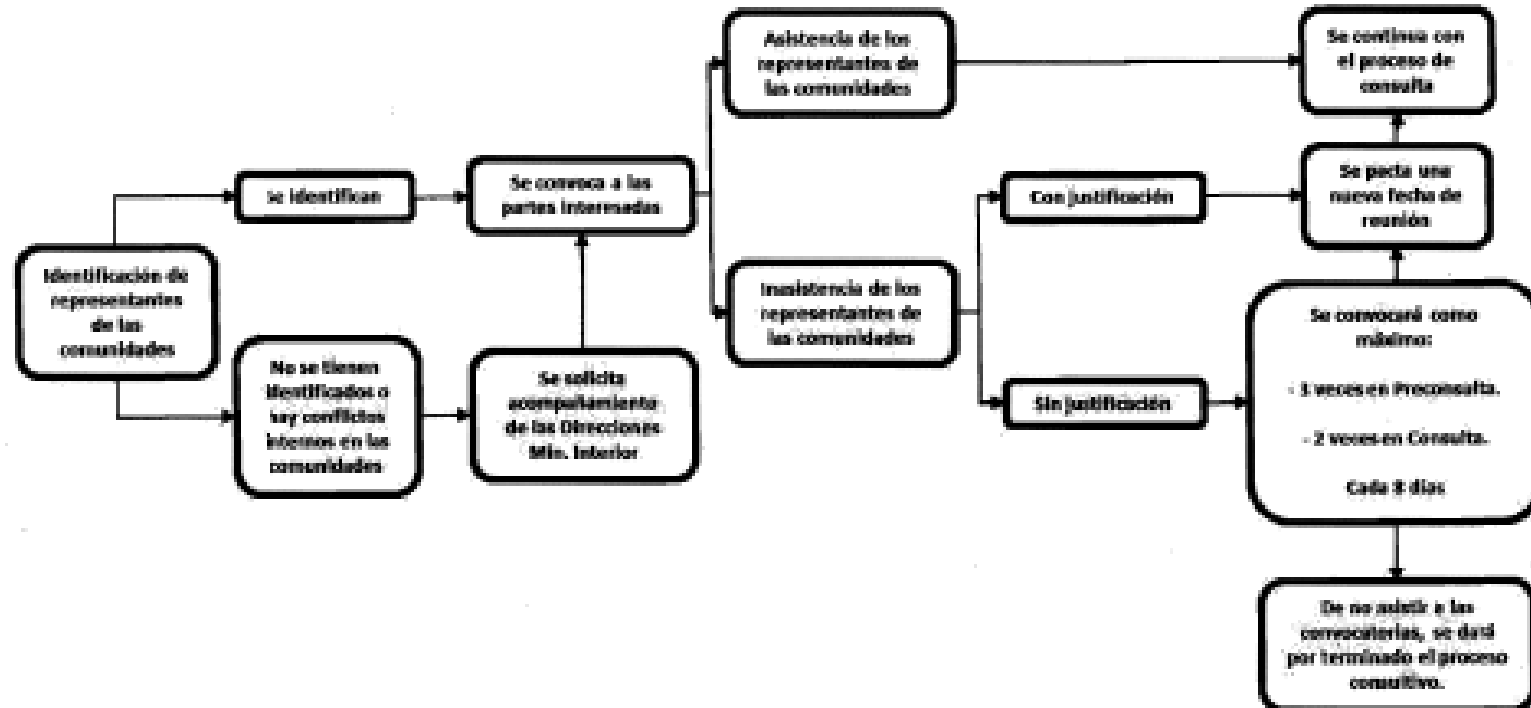 Identificación de
representantes
de las
comunidades
Se identifican
No se tienen
identificados o
hay conflictos
internos en las
comunidades
Se convoca a las
partes interesadas
Se solicita
acompañamiento
de las Direcciones
Min. Interior
Asistencia de los
representantes de
las comunidades
Inasistencia de los
representantes de
las comunidades
Con justificación
Sin justificación
Se continua con
el proceso de
consulta
Se pacta una
nueva fecha de
reunión
Se convocará como
máximo:
- 3 veces en Preconsulta.
- 2 veces en Consulta.
Cada 8 días
De no asistir a las
convocatorias, se dará
por terminado el proceso
consultivo.